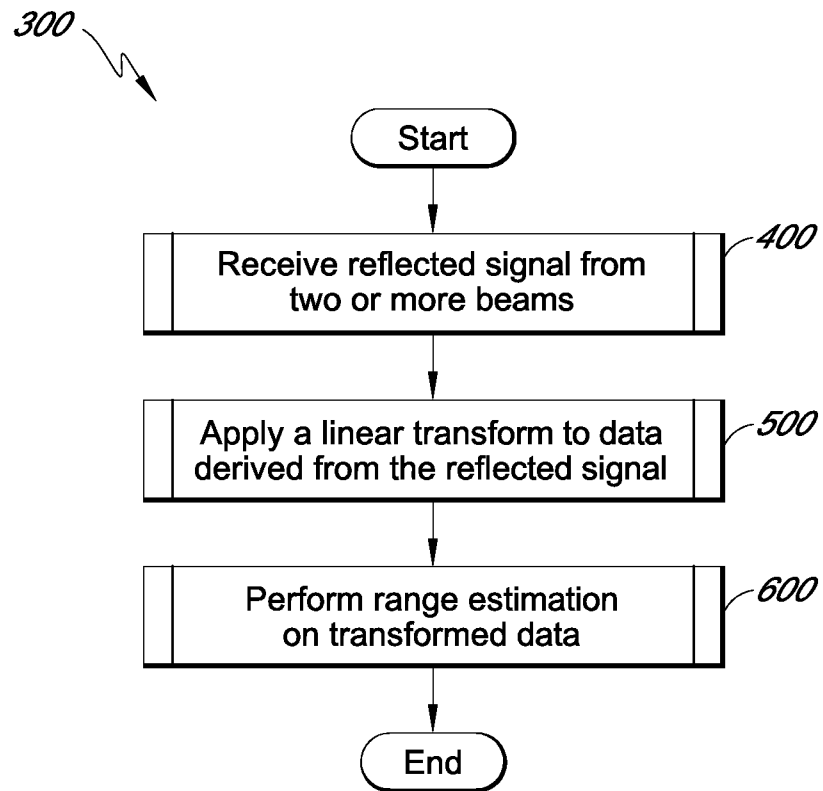 300
Start
Receive reflected signal from
two or more beams
400
Apply a linear transform to data
derived from the reflected signal
500
Perform range estimation
on transformed data
600
End